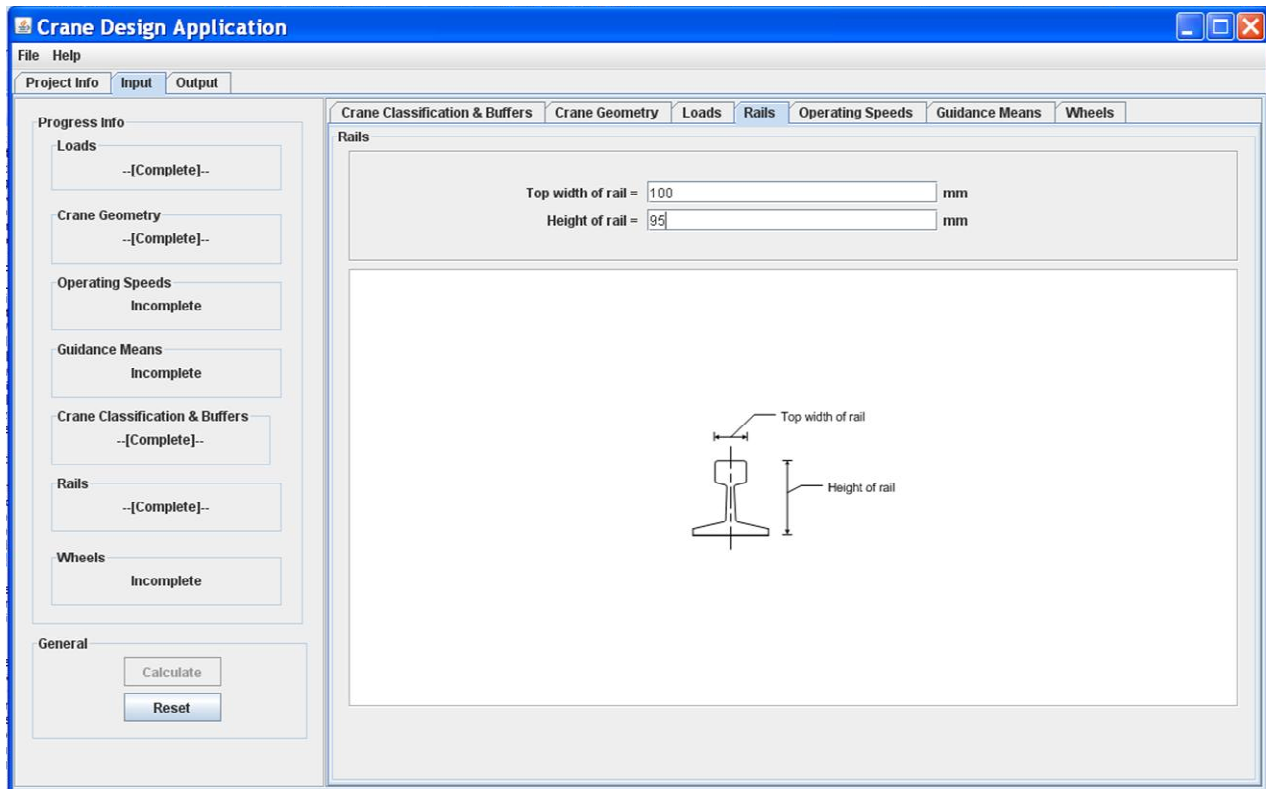 Crane Design Application
File Help
Project Info Input Output
Progress Info
Loads
--[Complete]--
Crane Geometry
--[Complete]--
Operating Speeds
Incomplete
Guidance Means
Incomplete
Crane Classification & Buffers
--[Complete]--
Rails
--[Complete]--
Wheels
Incomplete
General
Calculate
Reset
Crane Classification & Buffers Crane Geometry Loads Rails Operating Speeds Guidance Means Wheels
Rails
Top width of rail = 100 mm
Height of rail = 95 mm
Top width of rail
Height of rail